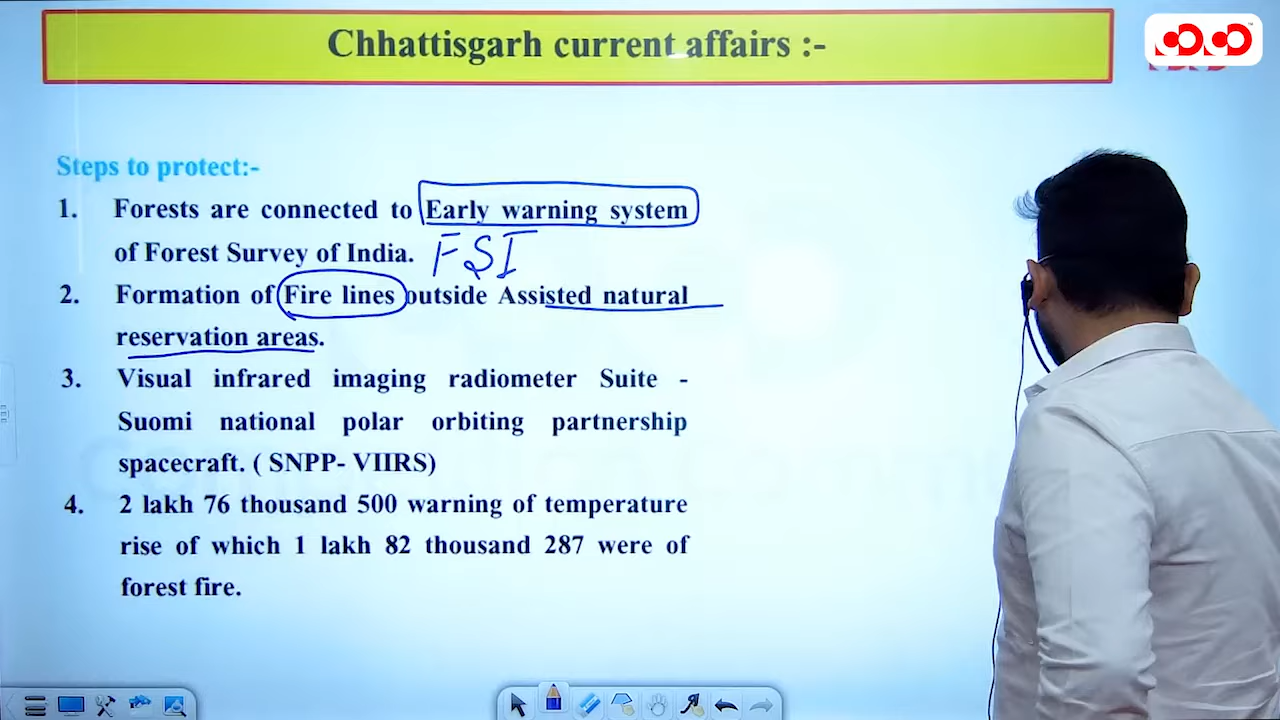 Chhattisgarh current affairs :-
Steps to protect:-
1. Forests are connected to Early warning system
of Forest Survey of India. FSI
2. Formation of Fire lines outside Assisted natural
reservation areas.
3. Visual infrared imaging radiometer Suite -
Suomi national polar orbiting partnership
spacecraft. ( SNPP- VIIRS)
4. 2 lakh 76 thousand 500 warning of temperature
rise of which 1 lakh 82 thousand 287 were of
forest fire.